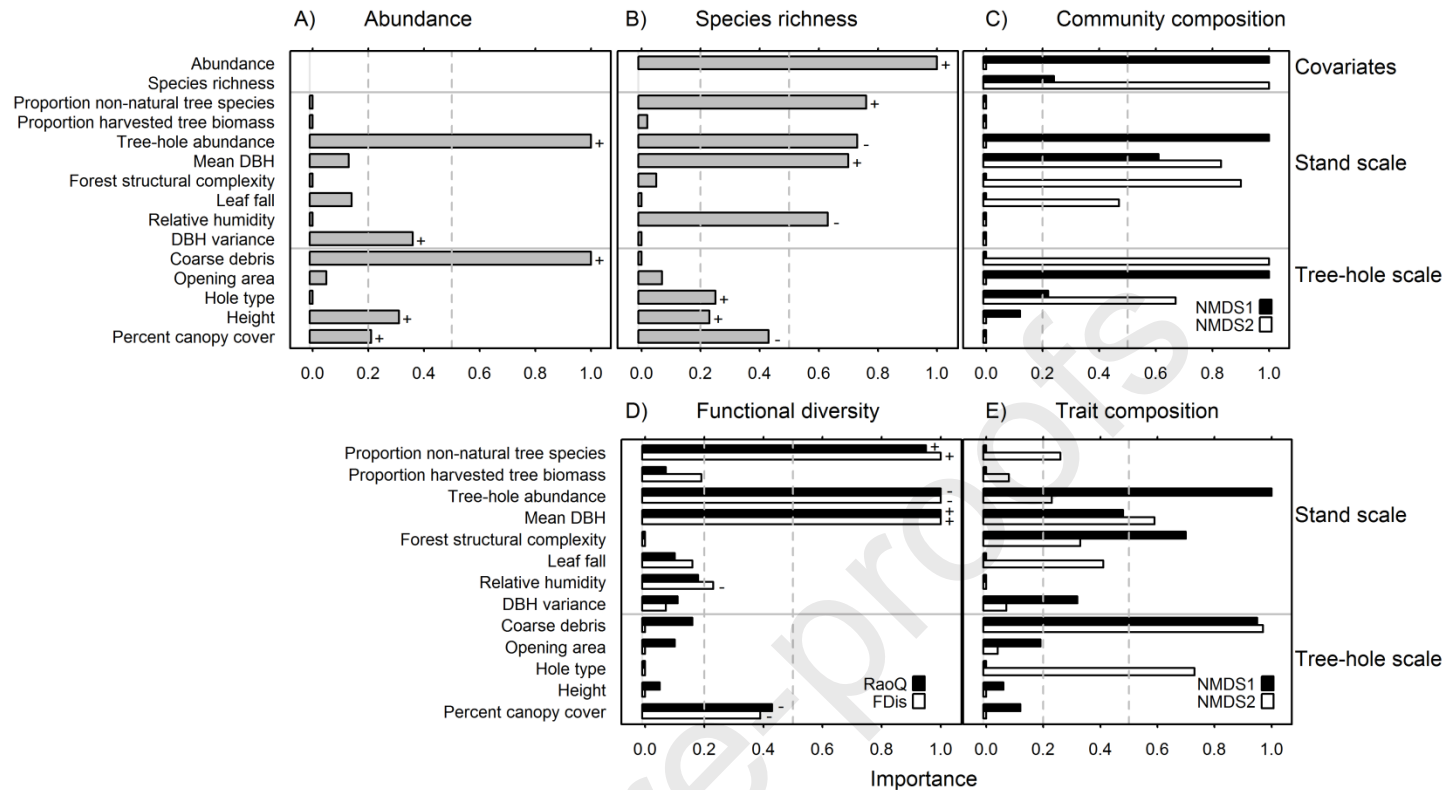 A) Abundance
B) Species richness
C) Community composition
Abundance
Species richness
Proportion non-natural tree species
Proportion harvested tree biomass
Tree-hole abundance
Mean DBH
Forest structural complexity
Leaf fall
Relative humidity
DBH variance
Coarse debris
Opening area
Hole type
Height
Percent canopy cover
+
+
+
+
+
+
+
-
+
-
+
+
-
NMDS1
NMDS2
Covariates
Stand scale
Tree-hole scale
0.0 0.2 0.4 0.6 0.8 1.0
0.0 0.2 0.4 0.6 0.8 1.0
0.0 0.2 0.4 0.6 0.8 1.0
D) Functional diversity
E) Trait composition
Proportion non-natural tree species
Proportion harvested tree biomass
Tree-hole abundance
Mean DBH
Forest structural complexity
Leaf fall
Relative humidity
DBH variance
Coarse debris
Opening area
Hole type
Height
Percent canopy cover
+
+
-
-
+
+
-
-
-
RaoQ
FDis
NMDS1
NMDS2
Stand scale
Tree-hole scale
0.0 0.2 0.4 0.6 0.8 1.0
0.0 0.2 0.4 0.6 0.8 1.0
Importance
re-proofs